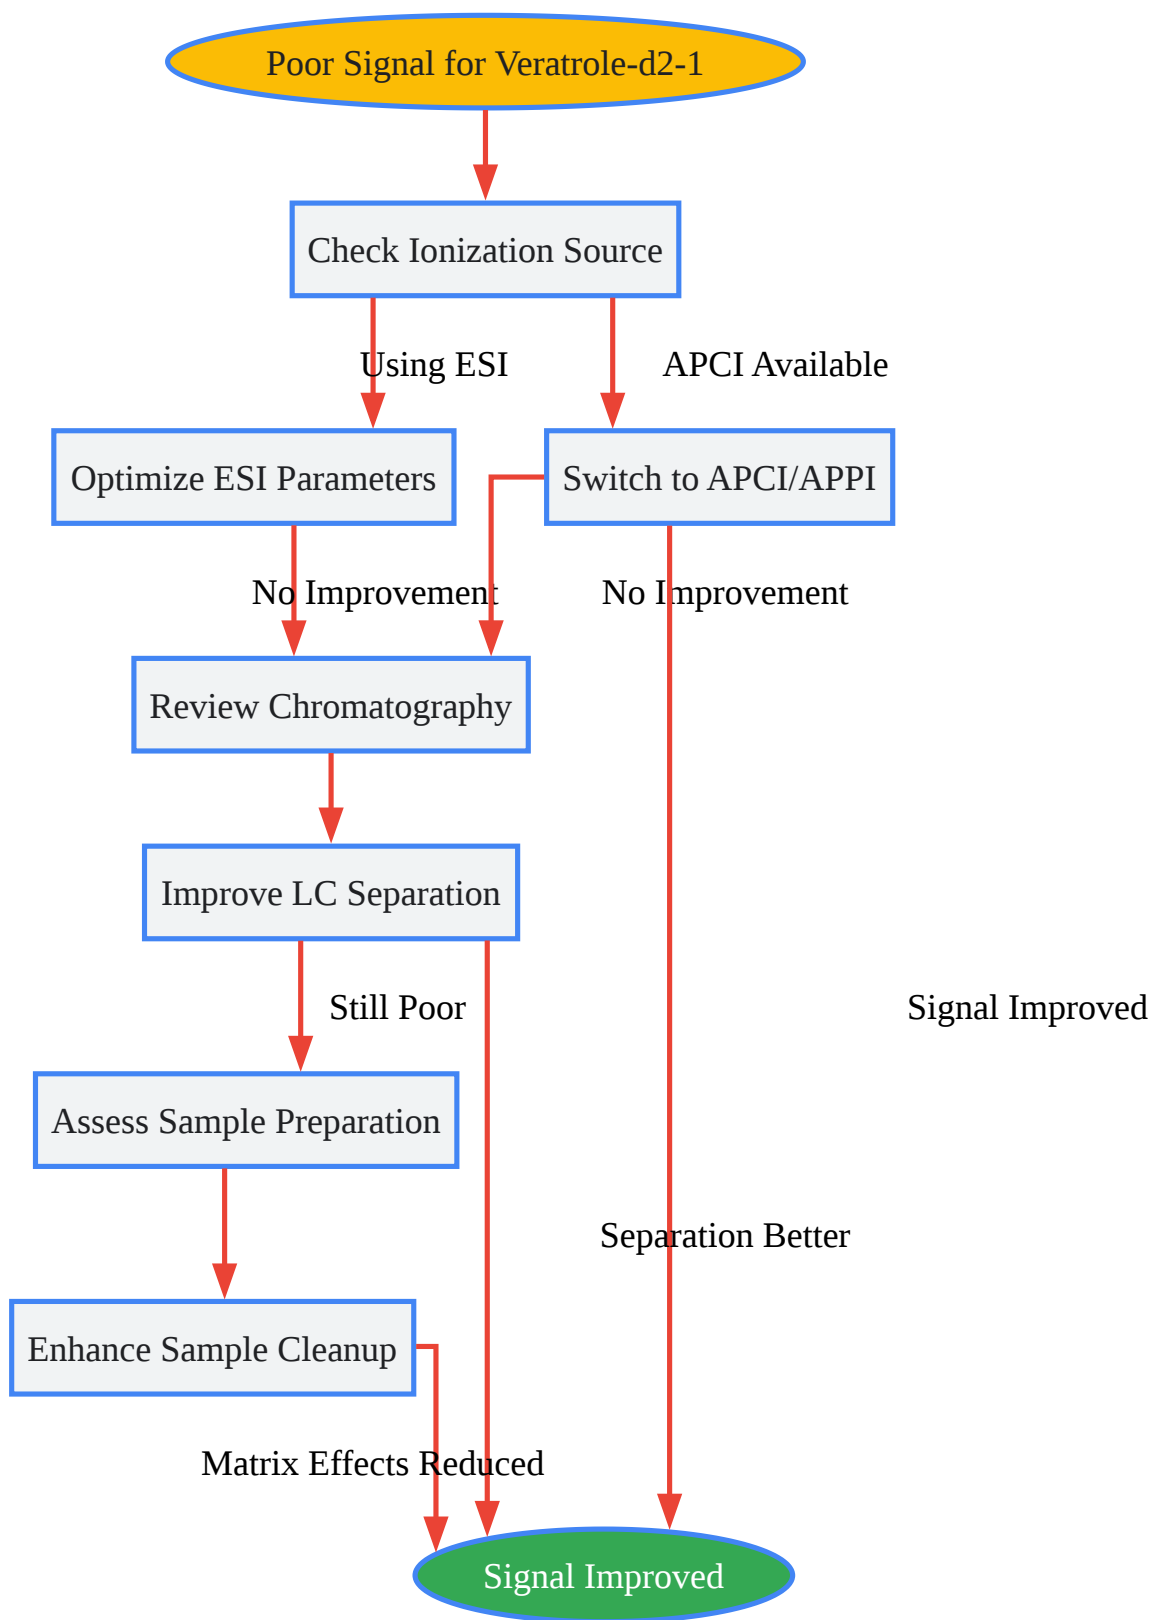 Poor Signal for Veratrole-d2-1
Check Ionization Source
Using ESI
APCI Available
Optimize ESI Parameters
Switch to APCI/APPI
No Improvement
No Improvement
Review Chromatography
Improve LC Separation
Still Poor
Signal Improved
Assess Sample Preparation
Separation Better
Enhance Sample Cleanup
Matrix Effects Reduced
Signal Improved